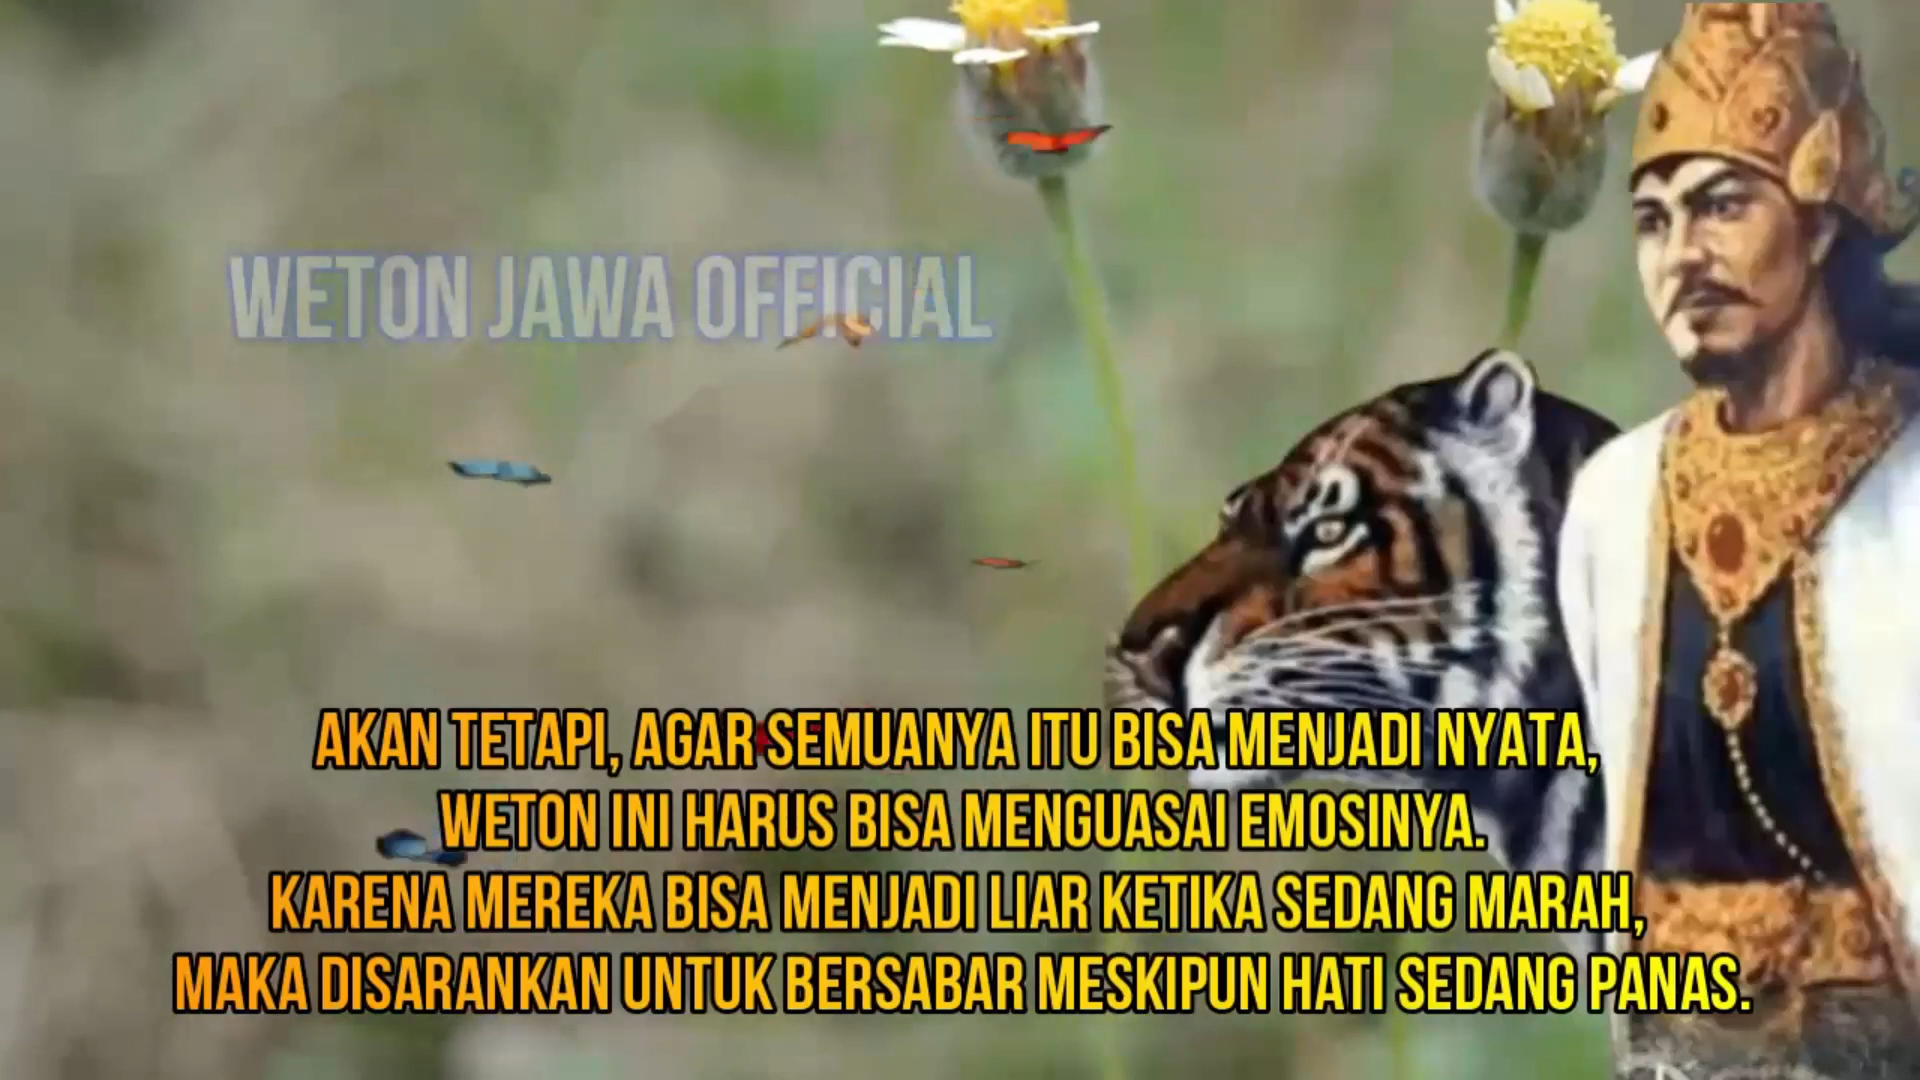 WETON JAWA OFFICIAL
AKAN TETAPI, AGAR SEMUANYA ITU BISA MENJADI NYATA,
WETON INI HARUS BISA MENGUASAI EMOSINYA.
KARENA MEREKA BISA MENJADI LIAR KETIKA SEDANG MARAH,
MAKA DISARANKAN UNTUK BERSABAR MESKIPUN HATI SEDANG PANAS.